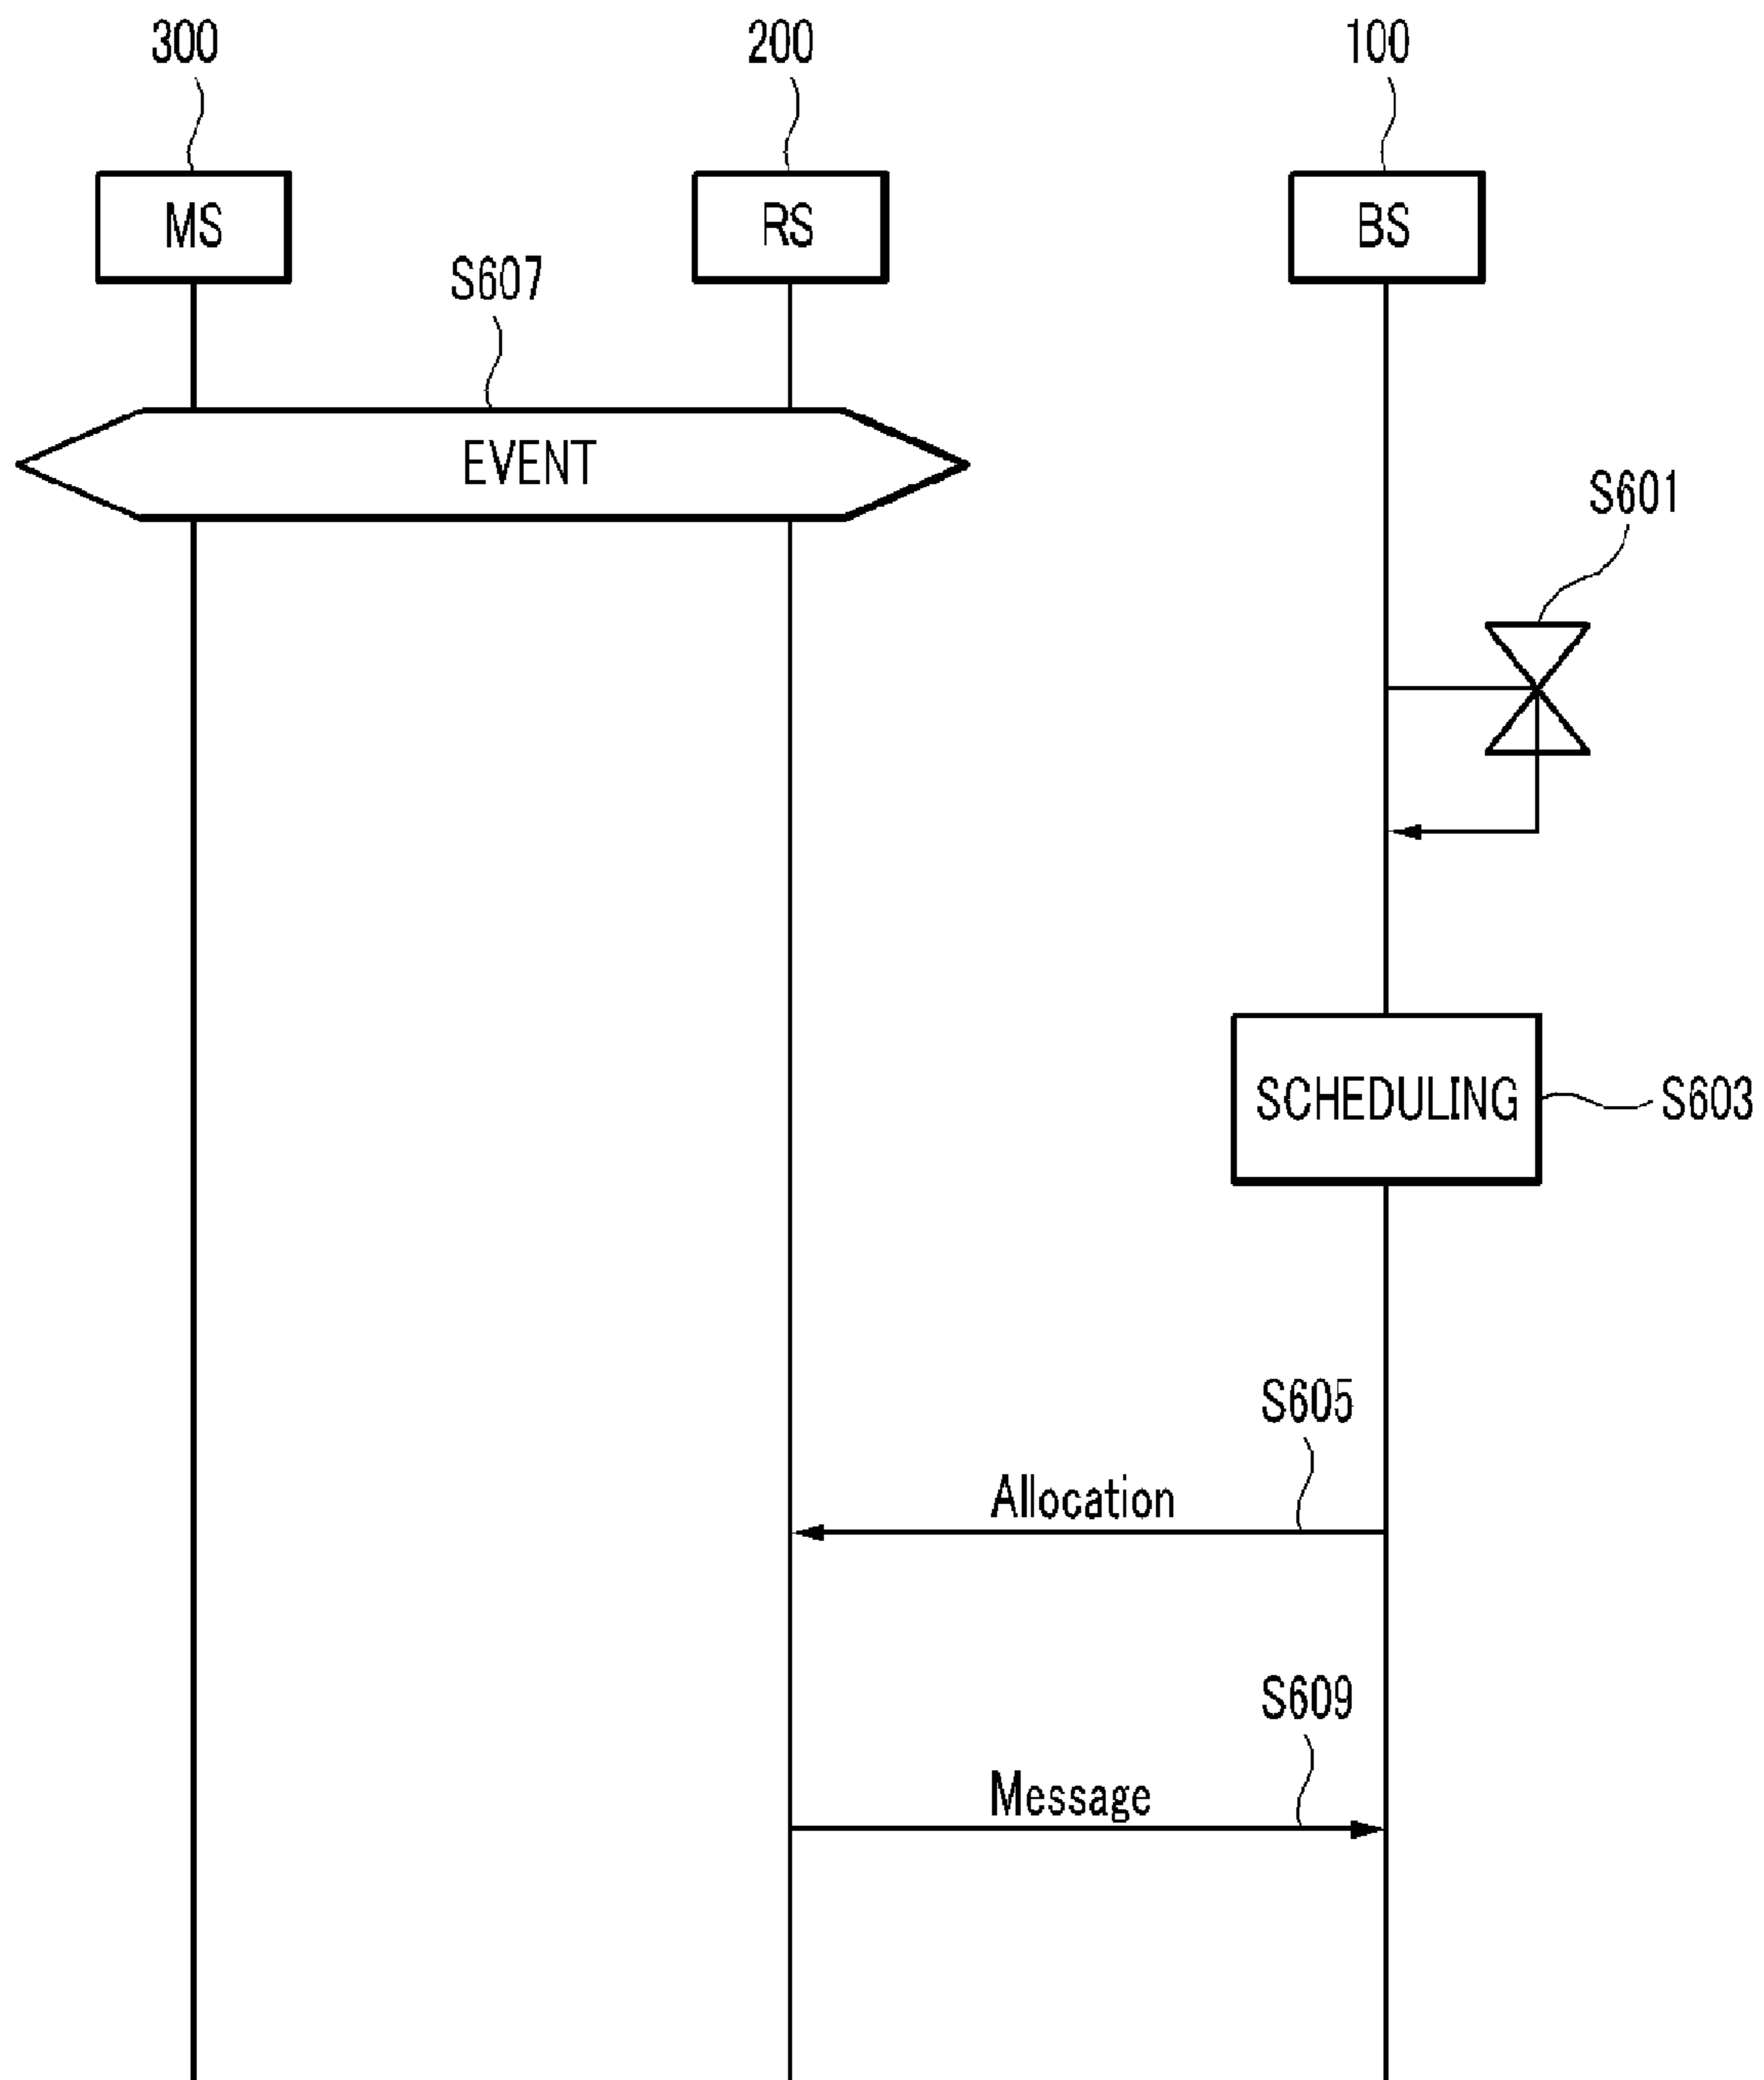 300
200
100
MS
RS
BS
S607
EVENT
S601
SCHEDULING
S603
S605
Allocation
S609
Message